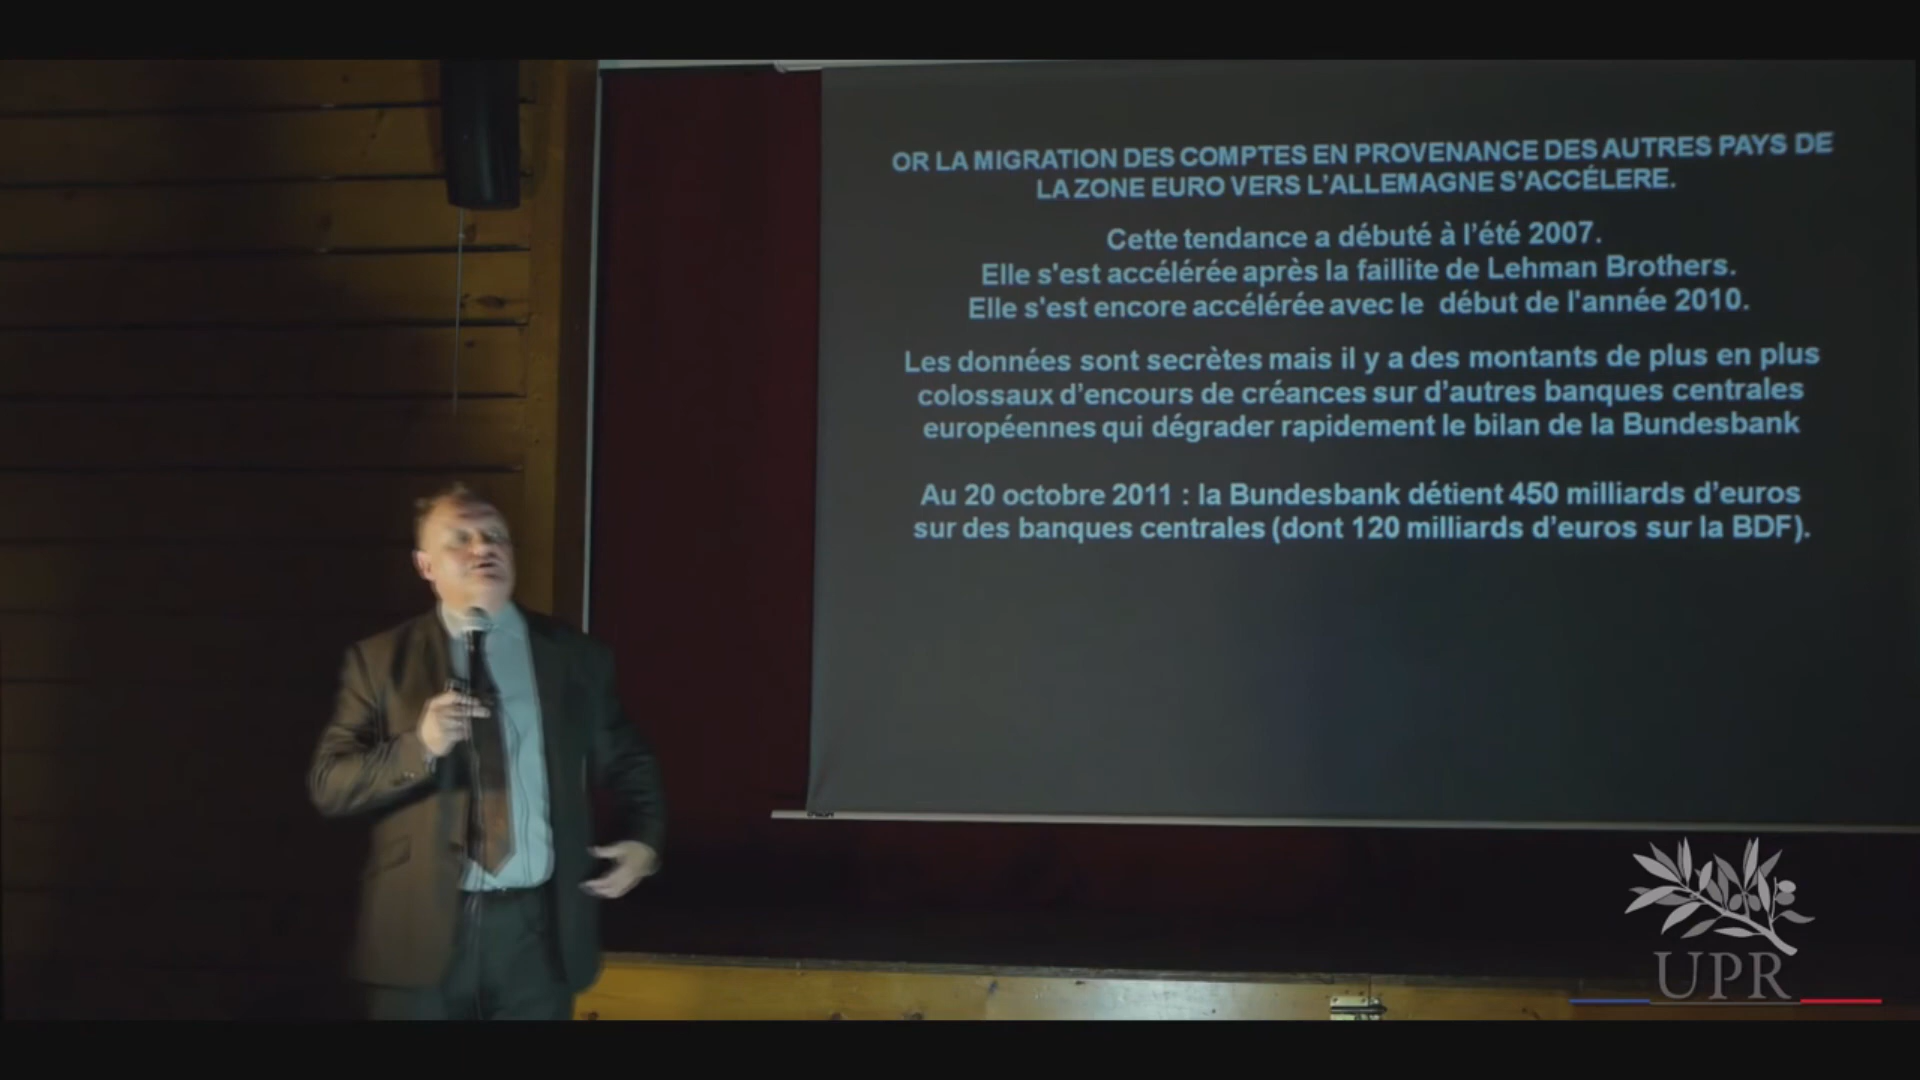 OR LA MIGRATION DES COMPTES EN PROVENANCE DES AUTRES PAYS DE
LA ZONE EURO VERS L'ALLEMAGNE S'ACCÉLERE.
Cette tendance a débuté à l'été 2007.
Elle s'est accélérée après la faillite de Lehman Brothers.
Elle s'est encore accélérée avec le début de l'année 2010.
Les données sont secrètes mais il y a des montants de plus en plus
colossaux d'encours de créances sur d'autres banques centrales
européennes qui dégrader rapidement le bilan de la Bundesbank
Au 20 octobre 2011 : la Bundesbank détient 450 milliards d'euros
sur des banques centrales (dont 120 milliards d'euros sur la BDF).
UPR